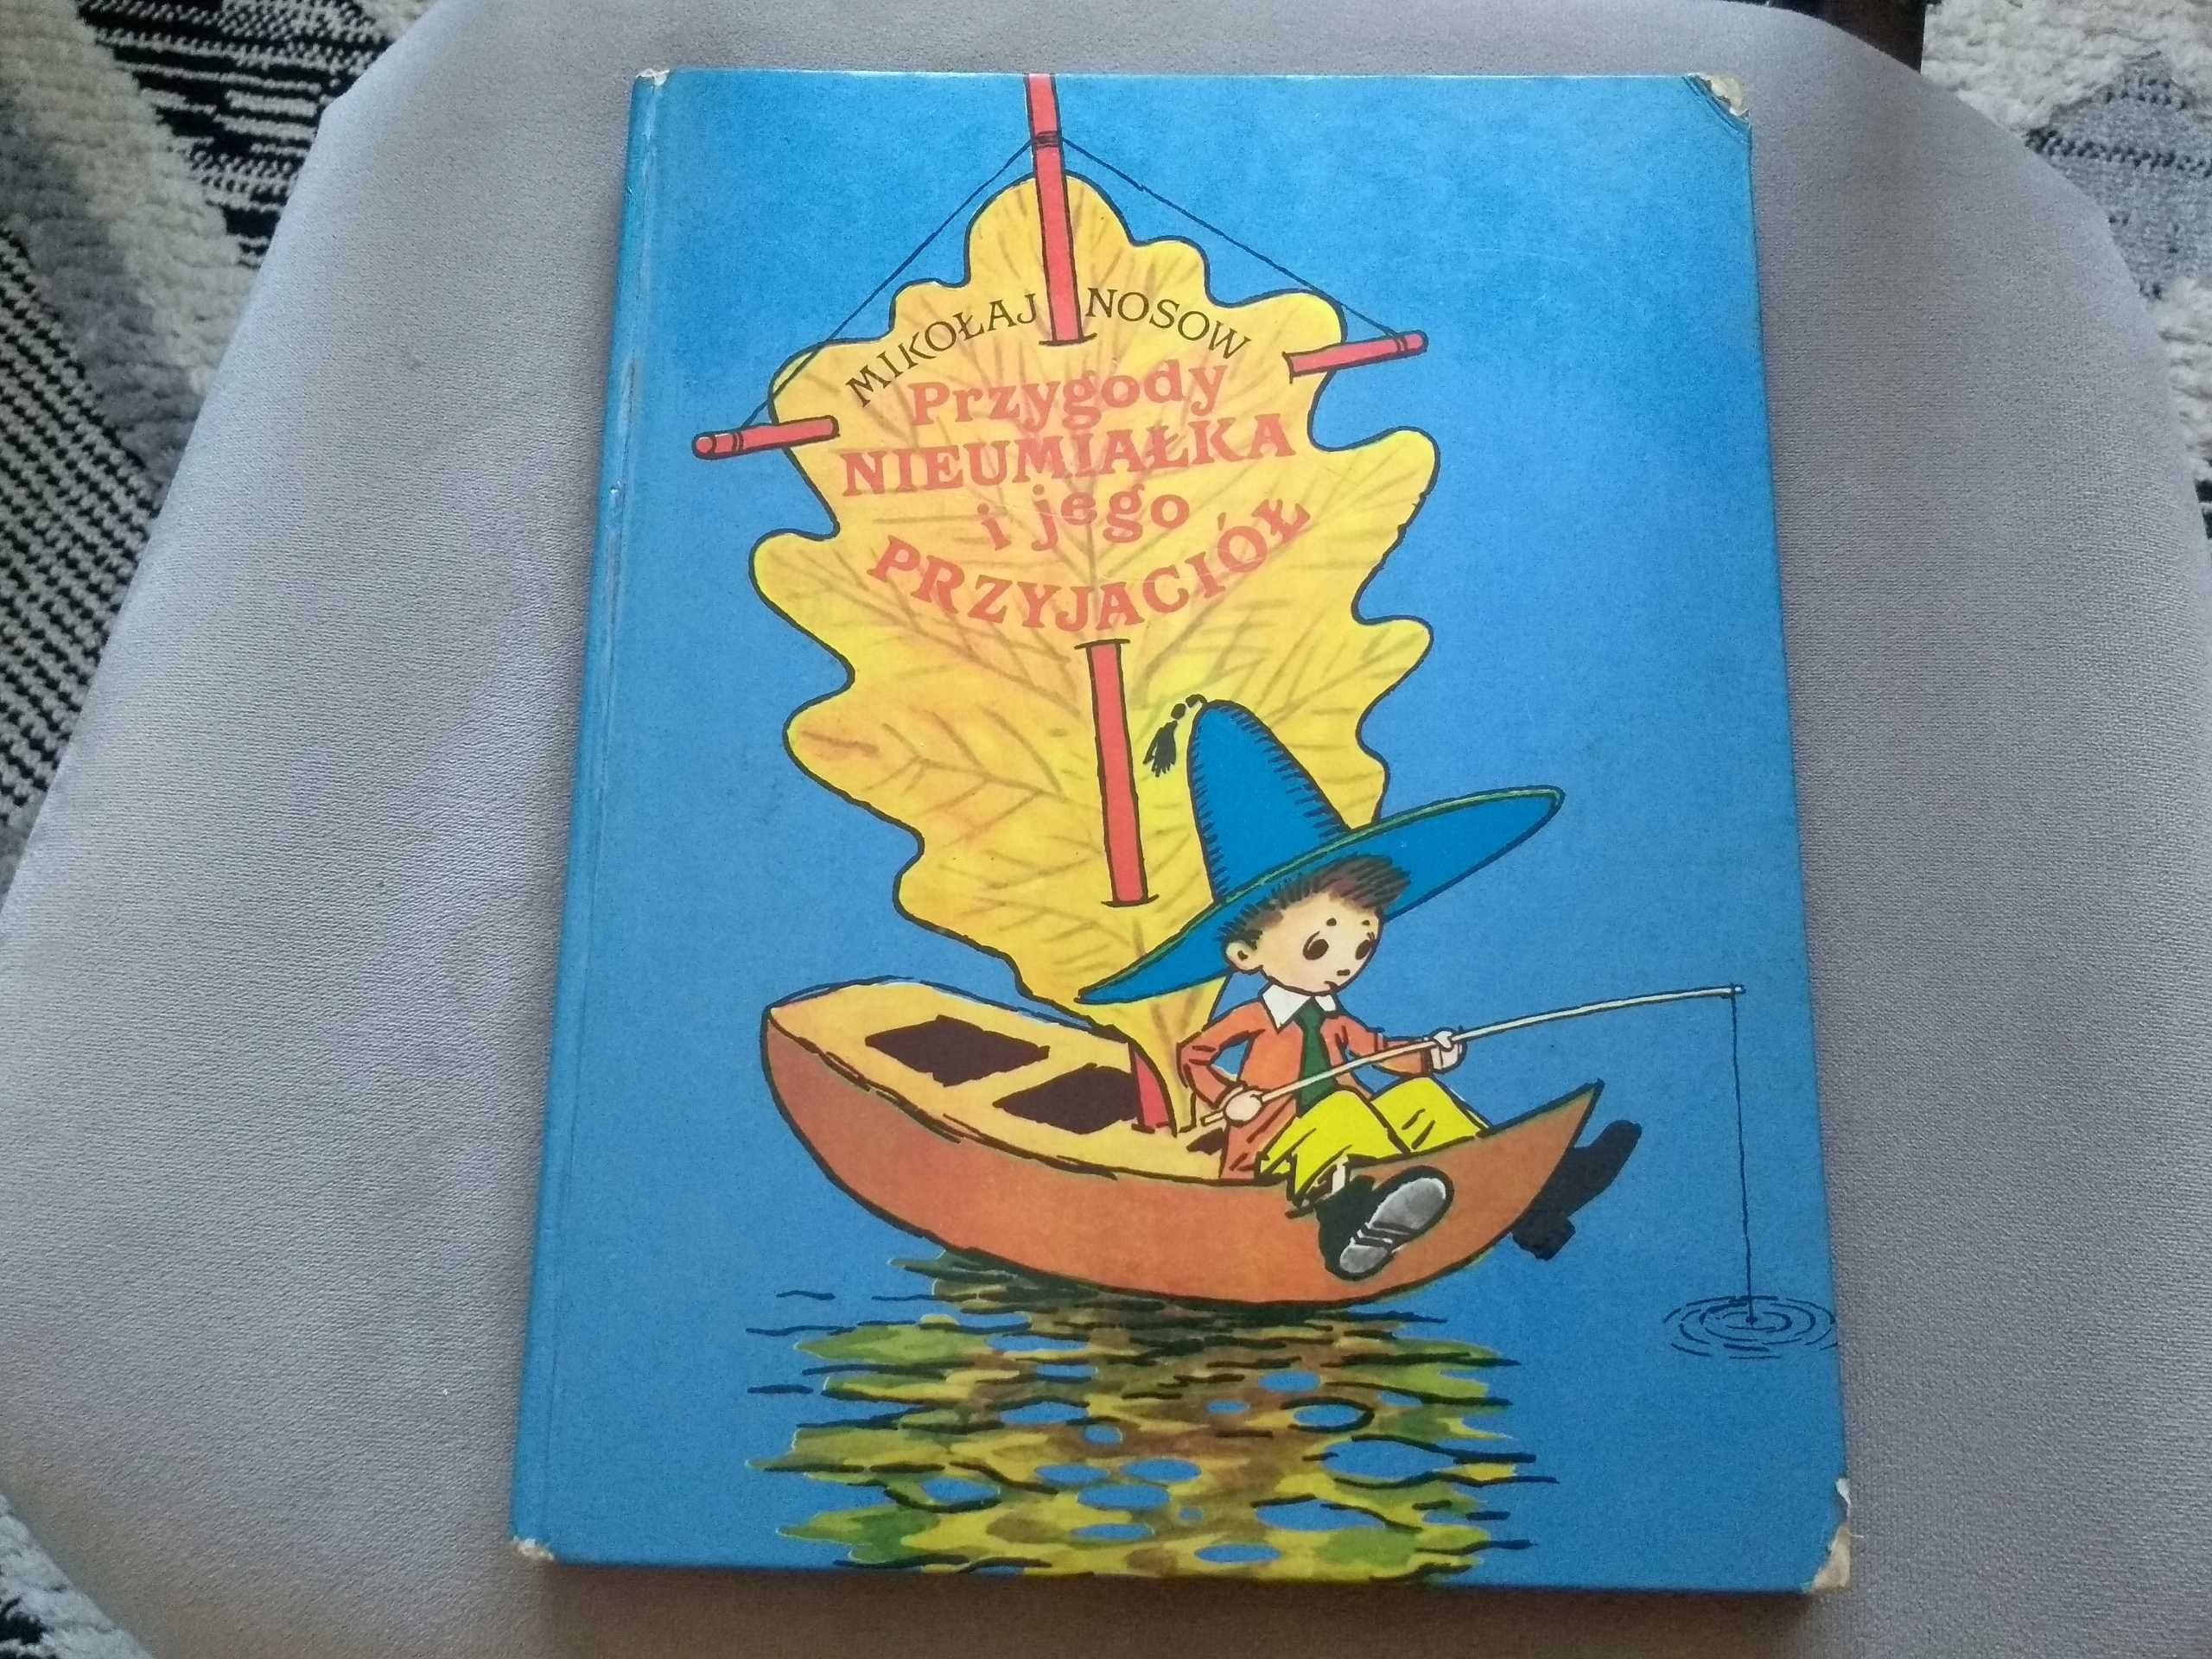 MIKOŁAJ NOSOW
Przygody
NIEUMIAŁKA
i jego
PRZYJACIÓŁ